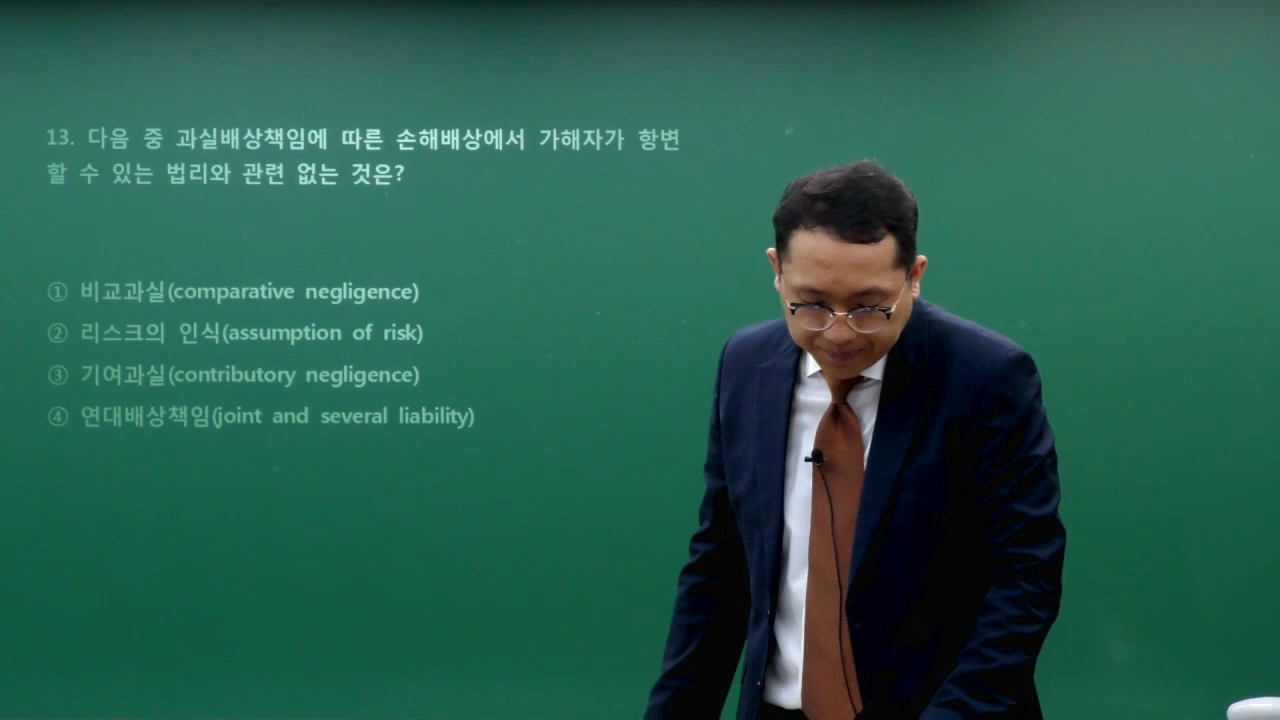 13. 다음 중 과실배상책임에 따른 손해배상에서 가해자가 항변
할 수 있는 법리와 관련 없는 것은?
① 비교과실(comparative negligence)
② 리스크의 인식(assumption of risk)
③ 기여과실(contributory negligence)
④ 연대배상책임(joint and several liability)